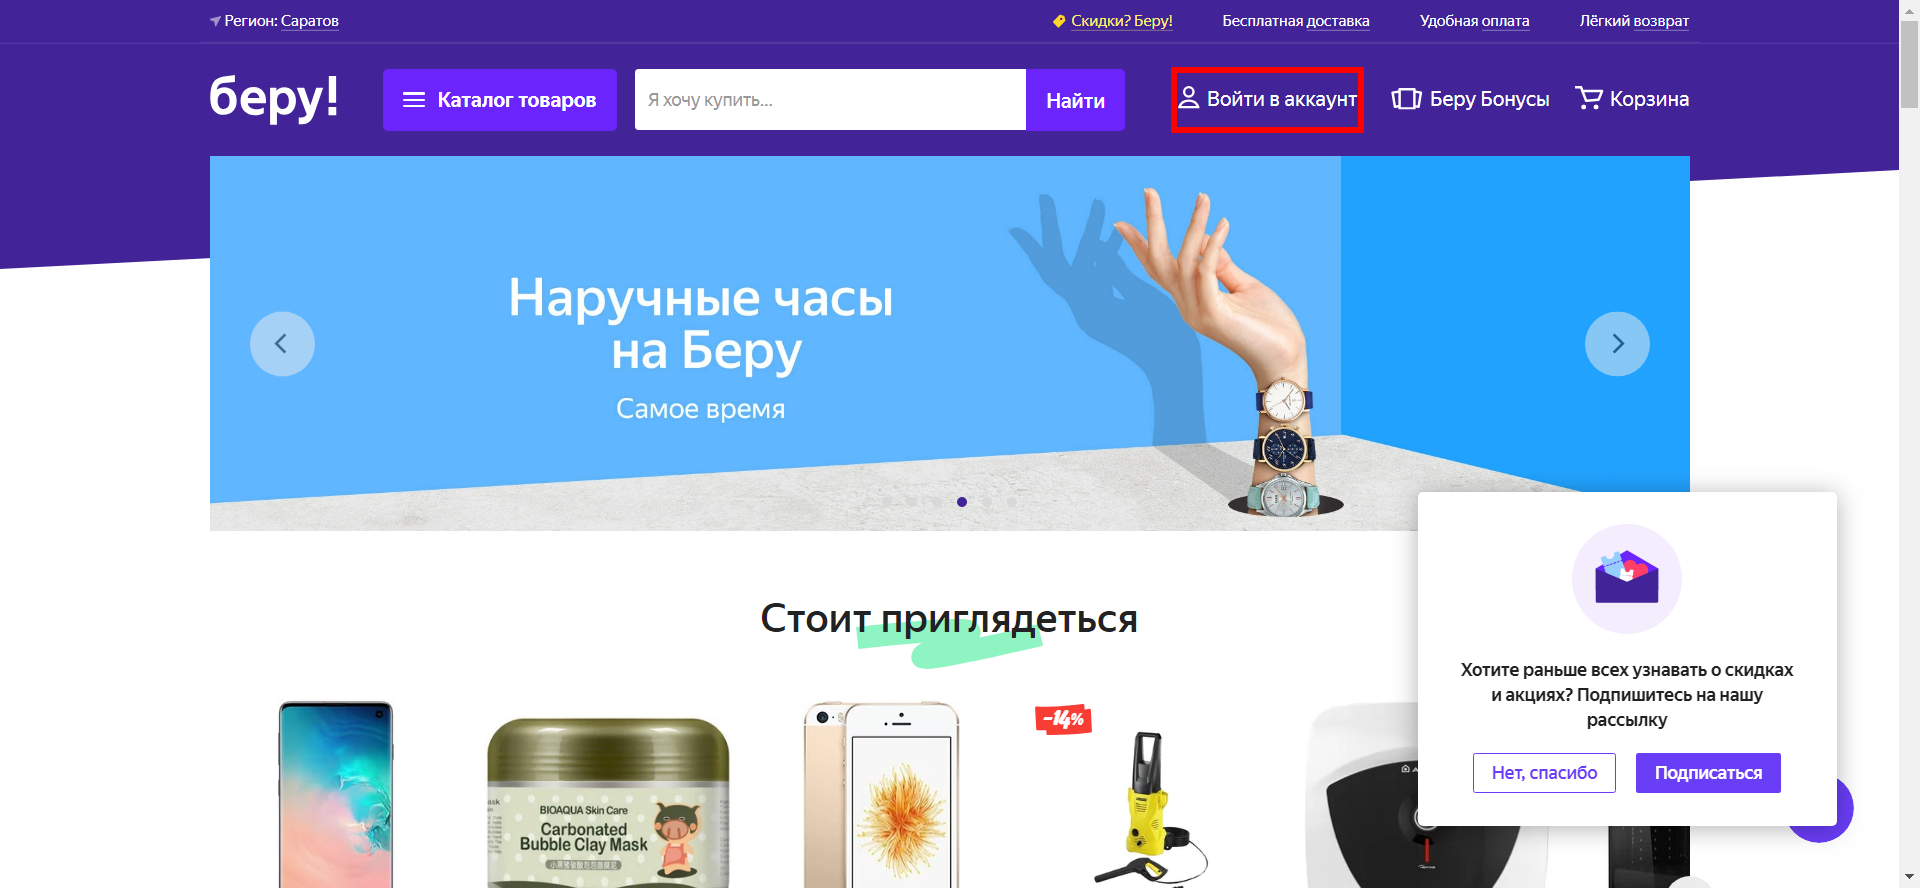 Регион: Саратов
Скидки? Беру!
Бесплатная доставка
Удобная оплата
Лёгкий возврат
беру!
Каталог товаров
Я хочу купить...
Найти
Войти в аккаунт
Беру Бонусы
Корзина
Наручные часы
на Беру
Самое время
Стоит приглядеться
-14%
BIOAQUA Skin Care
Carbonated
Bubble Clay Mask
Хотите раньше всех узнавать о скидках
и акциях? Подпишитесь на нашу
рассылку
Нет, спасибо
Подписаться